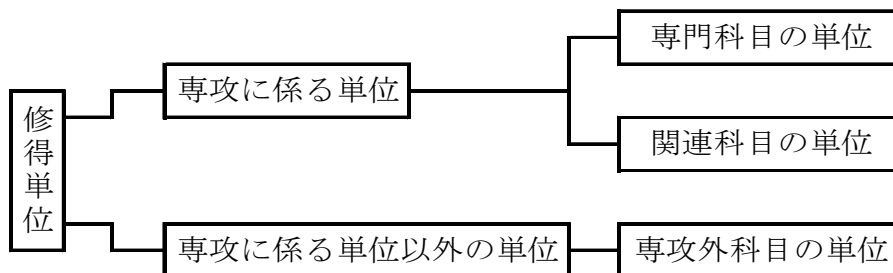 修得単位
専攻に係る単位
専門科目の単位
関連科目の単位
専攻に係る単位以外の単位
専攻外科目の単位